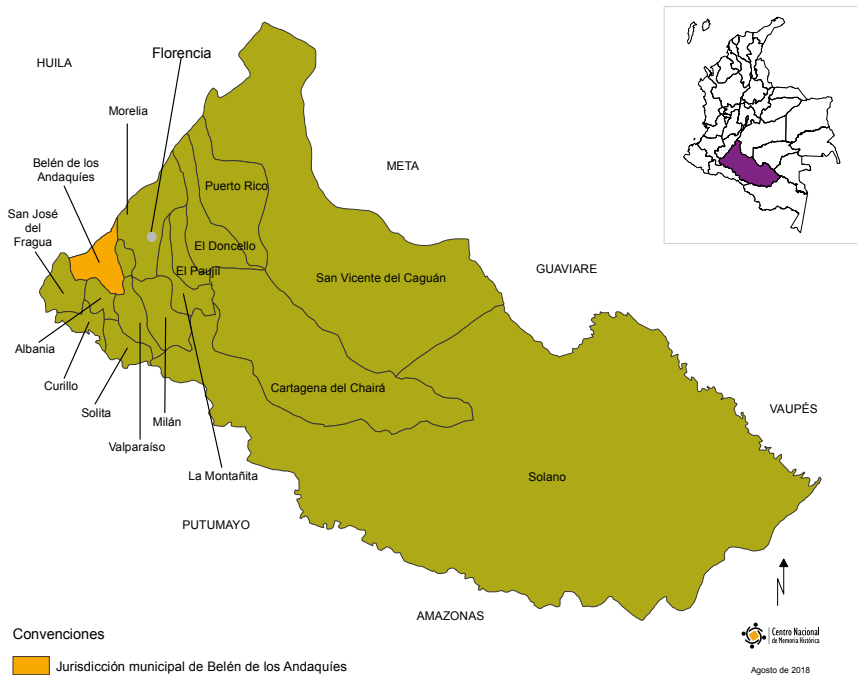 Florencia
HUILA
Morelia
Belén de los
Andaquíes
META
Puerto Rico
San José
del
Fragua
El Doncello
El Paujíl
San Vicente del Caguán
GUAVIARE
Albania
Curillo
Cartagena del Chairá
Solita
Milán
VAUPÉS
Valparaíso
La Montañita
Solano
PUTUMAYO
AMAZONAS
N
Convenciones
Centro Nacional
de Memoria Histórica
Jurisdicción municipal de Belén de los Andaquíes
Agosto de 2018